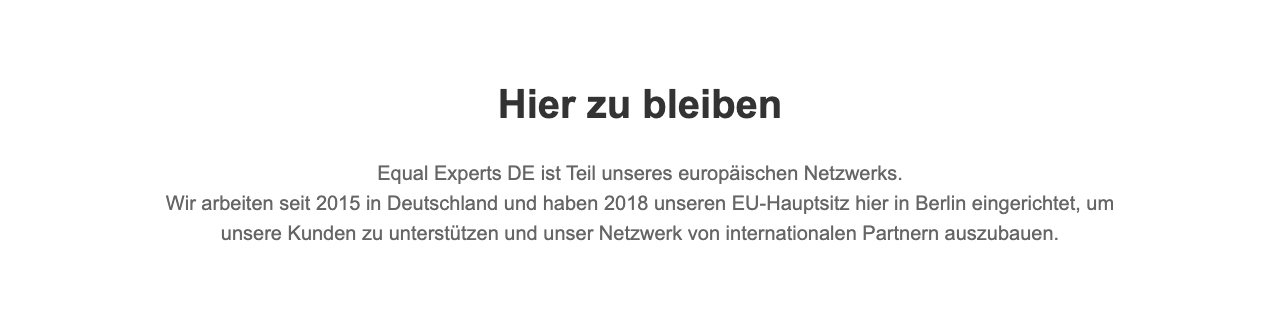 Hier zu bleiben
Equal Experts DE ist Teil unseres europäischen Netzwerks.
Wir arbeiten seit 2015 in Deutschland und haben 2018 unseren EU-Hauptsitz hier in Berlin eingerichtet, um
unsere Kunden zu unterstützen und unser Netzwerk von internationalen Partnern auszubauen.